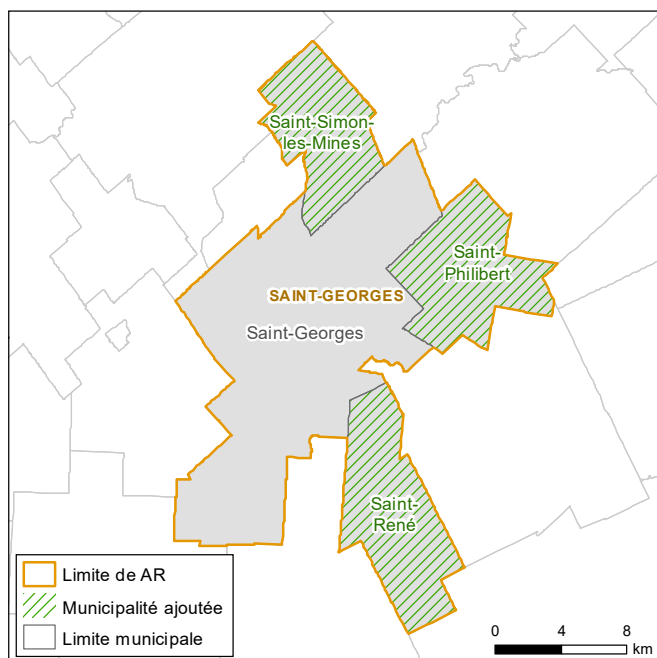 Saint-Simon-
les-Mines
Saint-
Philibert
SAINT-GEORGES
Saint-Georges
Saint-
René
Limite de AR
Municipalité ajoutée
Limite municipale
0 4 8
km